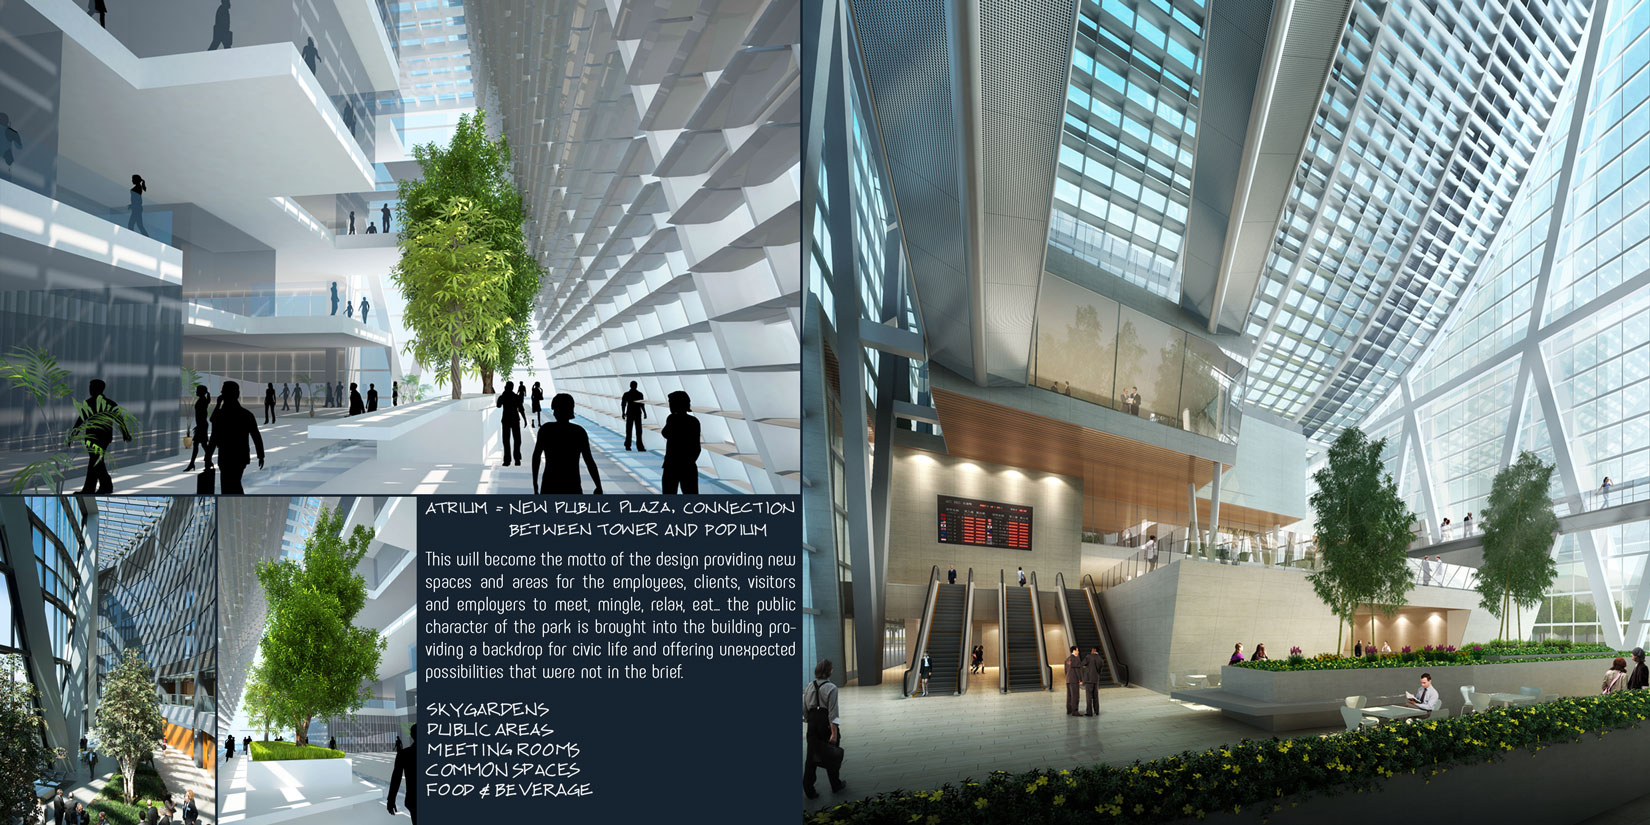 ATRIUM = NEW PUBLIC PLAZA, CONNECTION
BETWEEN TOWER AND PODIUM
This will become the motto of the design providing new
spaces and areas for the employees, clients, visitors
and employers to meet, mingle, relax, eat... the public
character of the park is brought into the building pro-
viding a backdrop for civic life and offering unexpected
possibilities that were not in the brief.
SKYGARDENS
PUBLIC AREAS
MEETING ROOMS
COMMON SPACES
FOOD & BEVERAGE